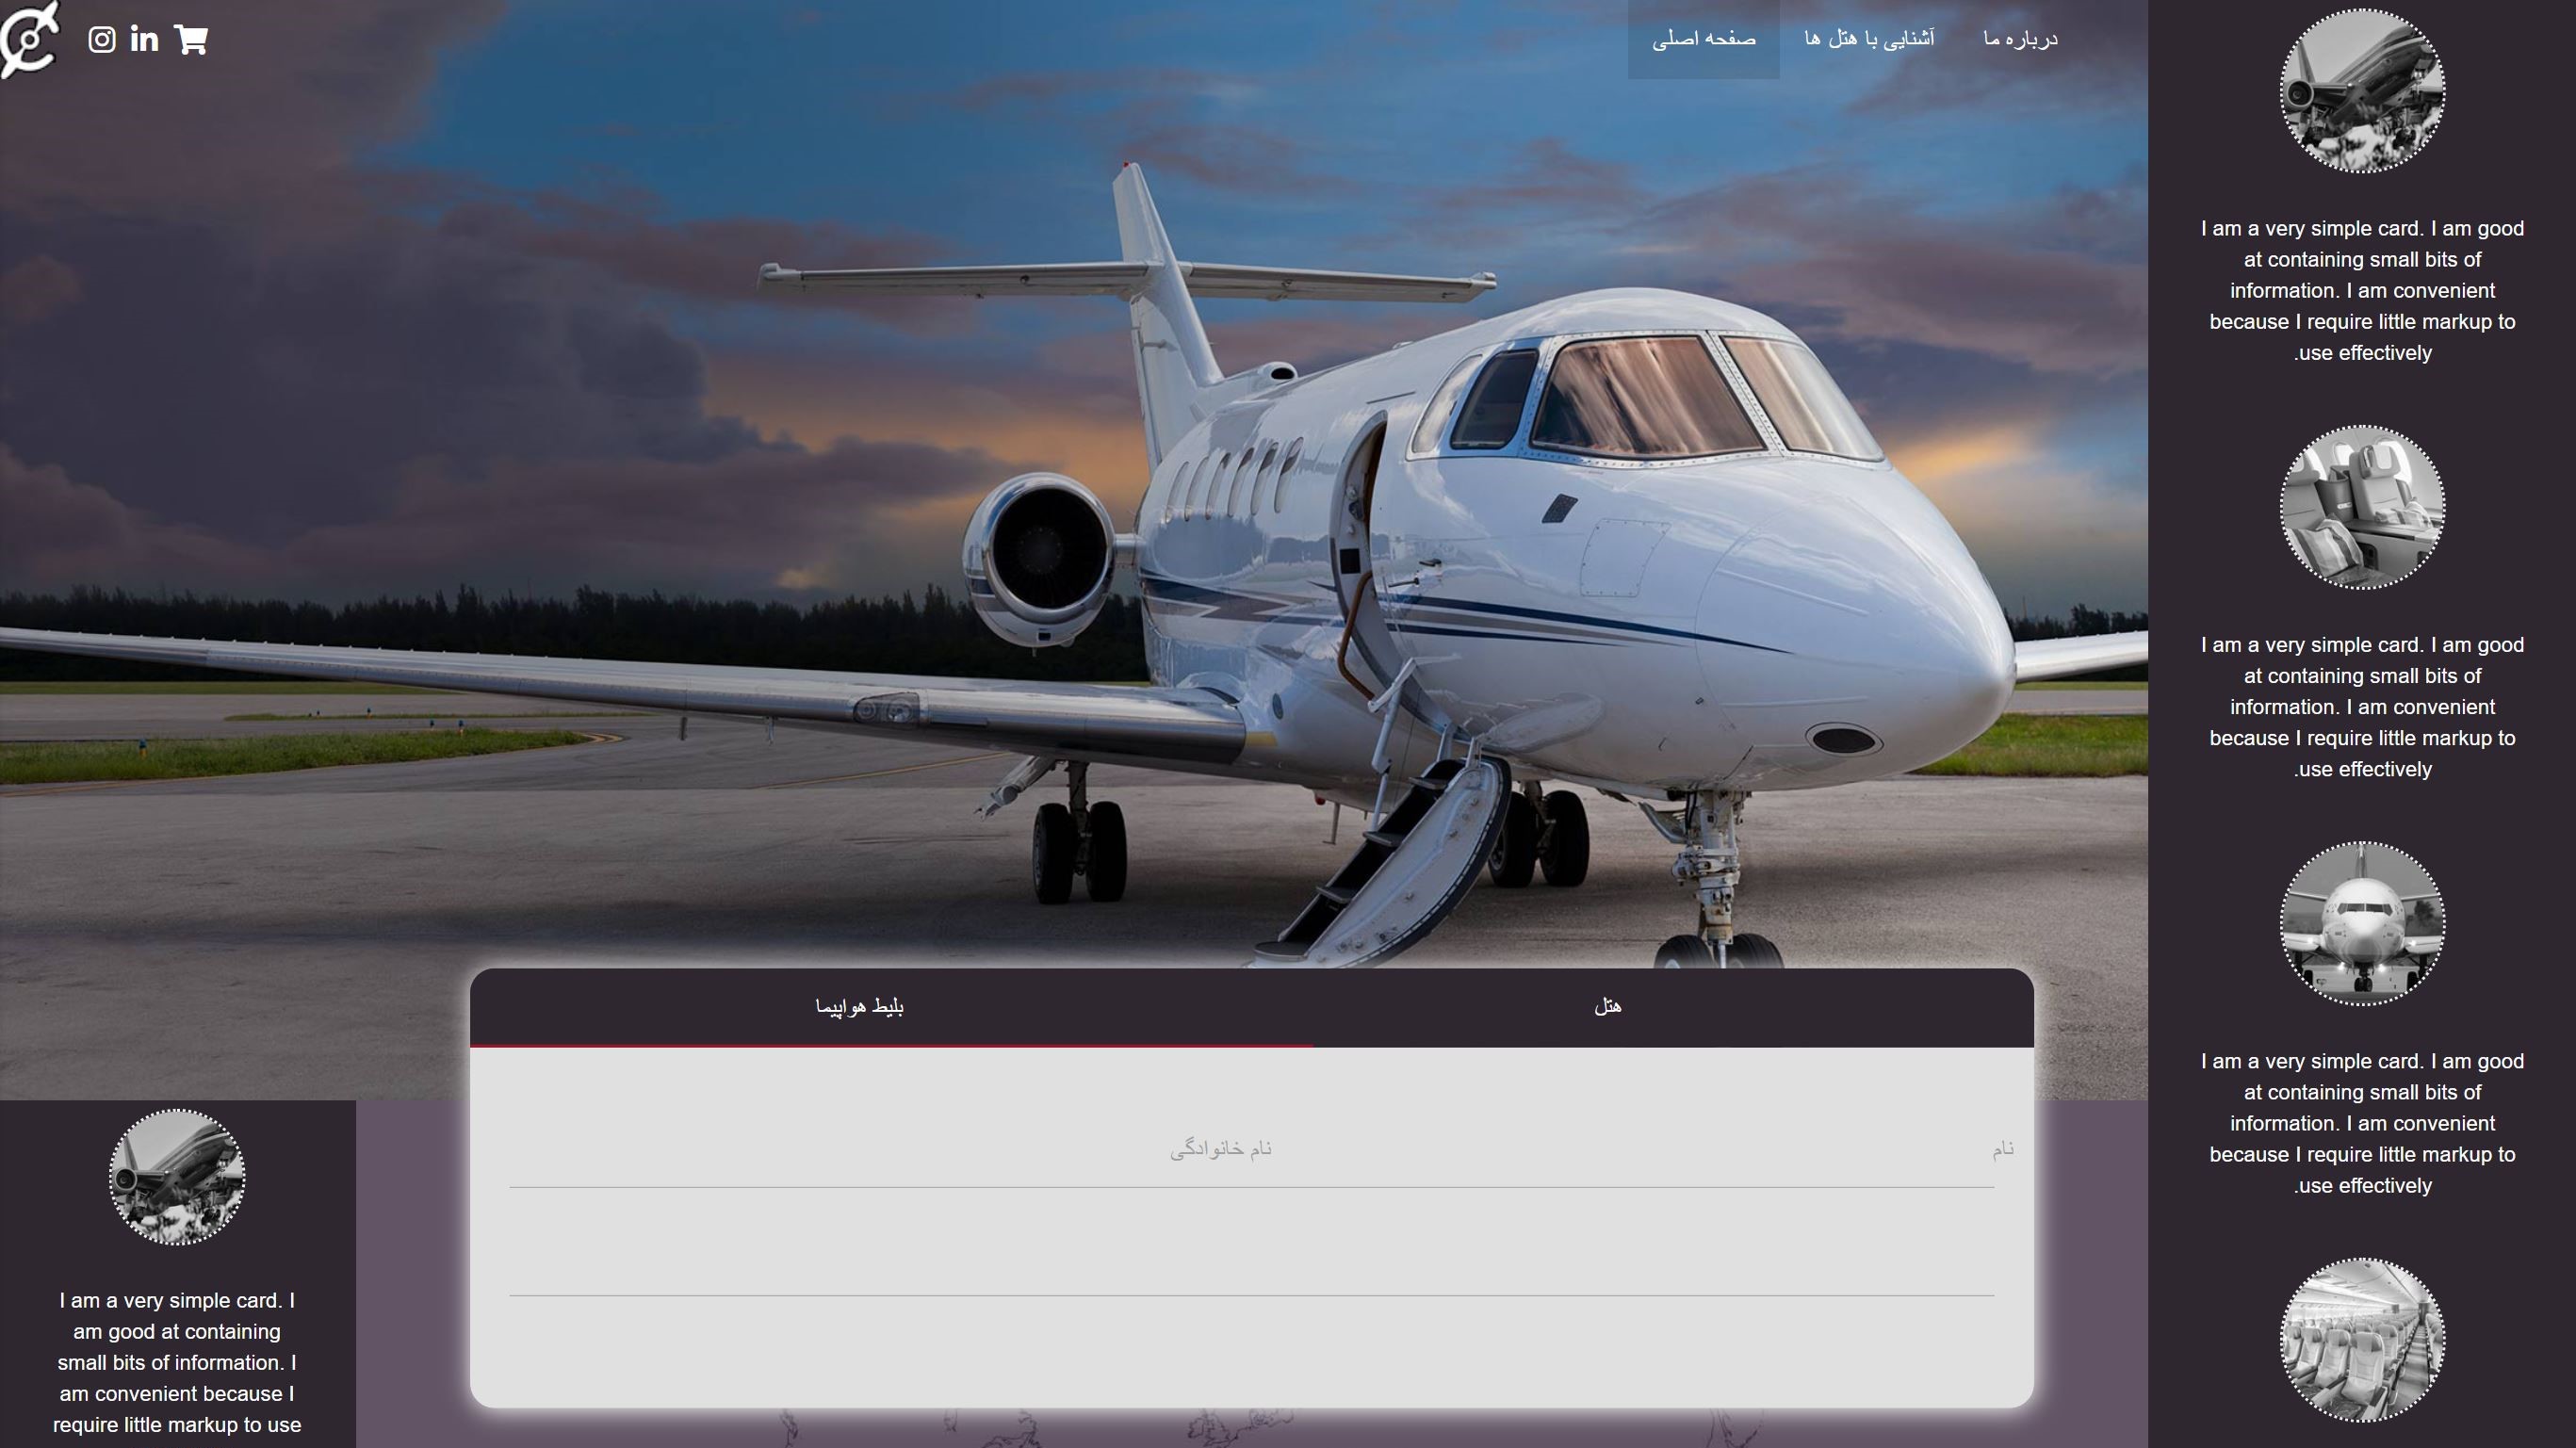 درباره ما
آشنایی با هتل ها
صفحه اصلی
I am a very simple card. I am good
at containing small bits of
information. I am convenient
because I require little markup to
.use effectively
I am a very simple card. I am good
at containing small bits of
information. I am convenient
because I require little markup to
.use effectively
I am a very simple card. I am good
at containing small bits of
information. I am convenient
because I require little markup to
.use effectively
هتل
بلیط هواپیما
نام
نام خانوادگی
I am a very simple card. I
am good at containing
small bits of information. I
am convenient because I
require little markup to use